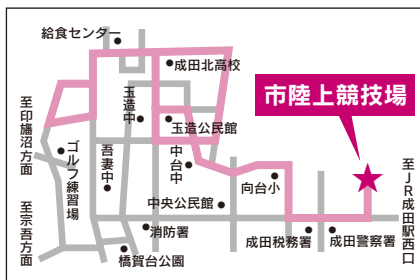 給食センター
成田北高校
市陸上競技場
玉造中
玉造公民館
至印旛沼方面
ゴルフ練習場
吾妻中
中台中
向台小
至JR成田駅西口
中央公民館
至宗吾方面
消防署
成田税務署
成田警察署
橋賀台公園